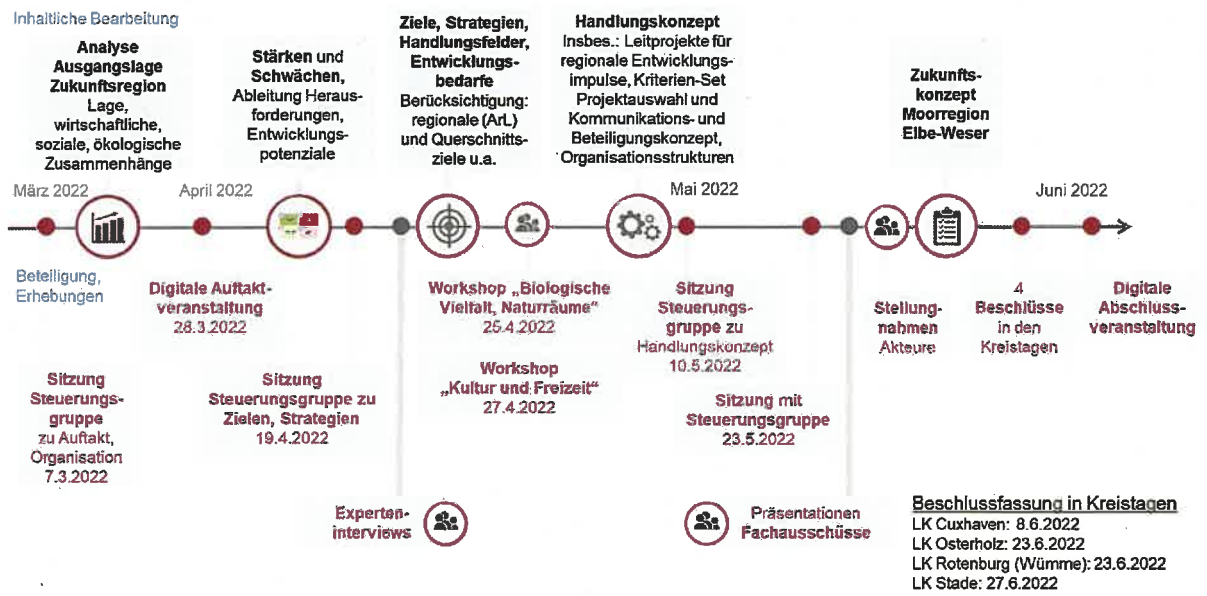 Inhaltliche Bearbeitung
Analyse
Ausgangslage
Zukunftsregion
Lage,
wirtschaftliche,
soziale, ökologische
Zusammenhänge
Stärken und
Schwächen,
Ableitung Heraus-
forderungen,
Entwicklungs-
potenziale
Ziele, Strategien,
Handlungsfelder,
Entwicklungs-
bedarfe
Berücksichtigung:
regionale (ArL)
und Querschnitts-
ziele u.a.
Handlungskonzept
Insbes.: Leitprojekte für
regionale Entwicklungs-
impulse, Kriterien-Set
Projektauswahl und
Kommunikations- und
Beteiligungskonzept,
Organisationsstrukturen
Zukunfts-
konzept
Moorregion
Elbe-Weser
März 2022
April 2022
Mai 2022
Juni 2022
Beteiligung,
Erhebungen
Digitale Auftakt-
veranstaltung
28.3.2022
Workshop „Biologische
Vielfalt, Naturräume“
25.4.2022
Sitzung
Steuerungs-
gruppe zu
Handlungskonzept
10.5.2022
Stellung-
nahmen
Akteure
4
Beschlüsse
in den
Kreistagen
Digitale
Abschluss-
veranstaltung
Sitzung
Steuerungs-
gruppe
zu Auftakt,
Organisation
7.3.2022
Sitzung
Steuerungsgruppe zu
Zielen, Strategien
19.4.2022
Workshop
„Kultur und Freizeit“
27.4.2022
Sitzung mit
Steuerungsgruppe
23.5.2022
Experten-
interviews
Präsentationen
Fachausschüsse
Beschlussfassung in Kreistagen
LK Cuxhaven: 8.6.2022
LK Osterholz: 23.6.2022
LK Rotenburg (Wümme): 23.6.2022
LK Stade: 27.6.2022